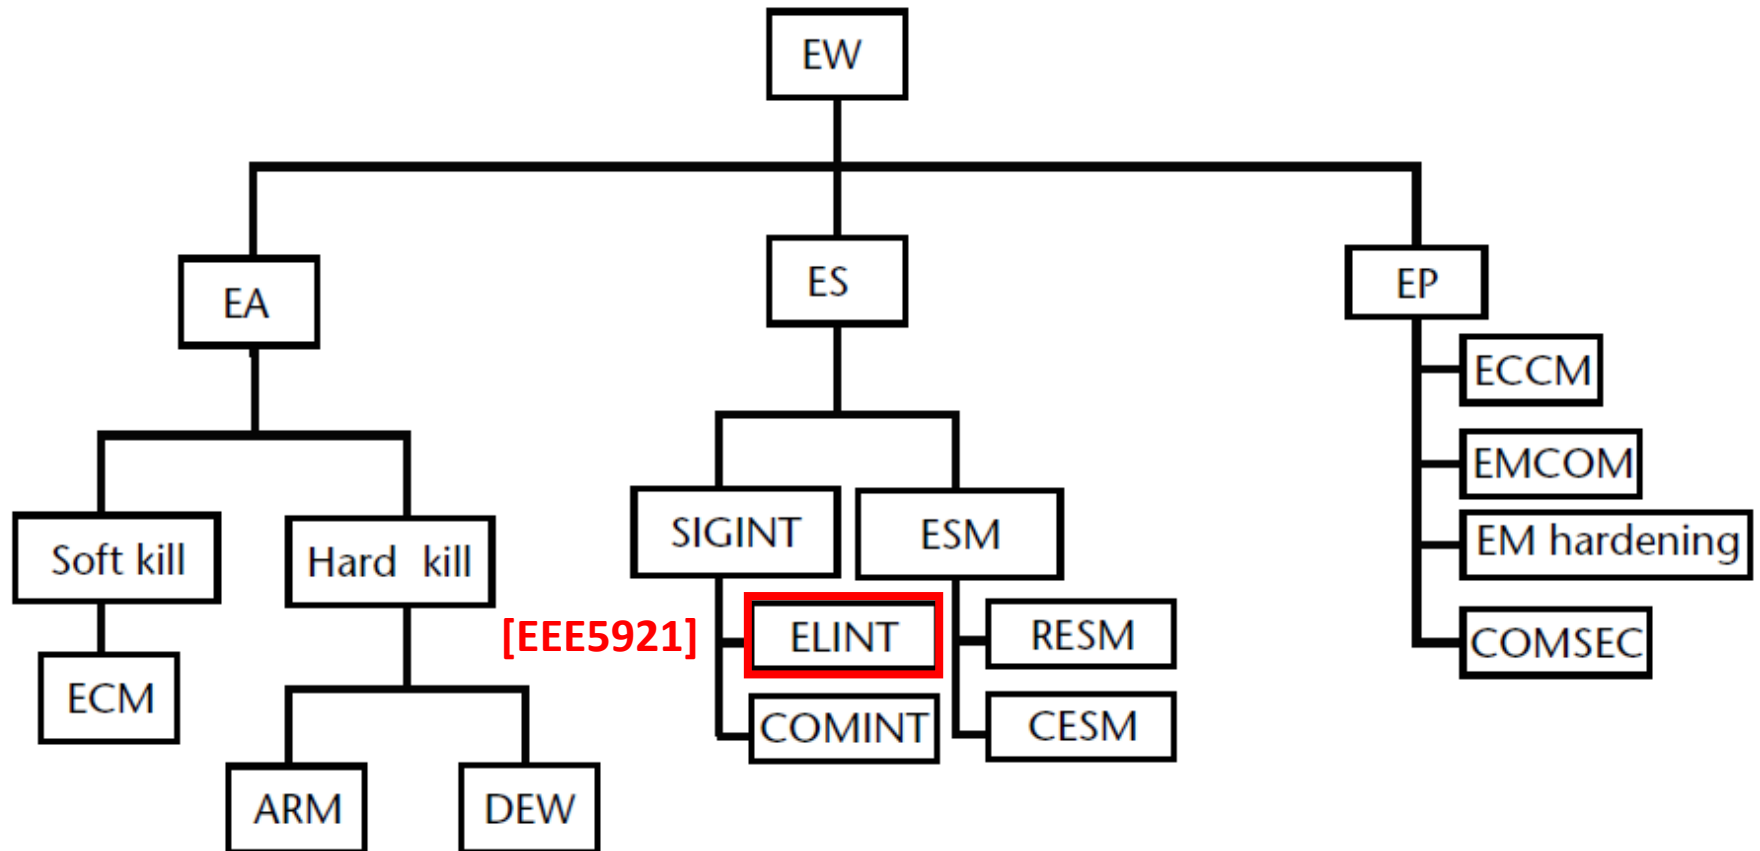 EW
EA
ES
EP
ECCM
EMCOM
EM hardening
COMSEC
Soft kill
Hard kill
SIGINT
ESM
[EEE5921]
ELINT
RESM
ECM
COMINT
CESM
ARM
DEW